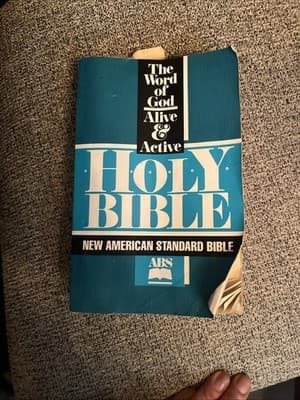 The
Word of
God
Alive
&
Active
HOLY
BIBLE
NEW AMERICAN STANDARD BIBLE
ABS